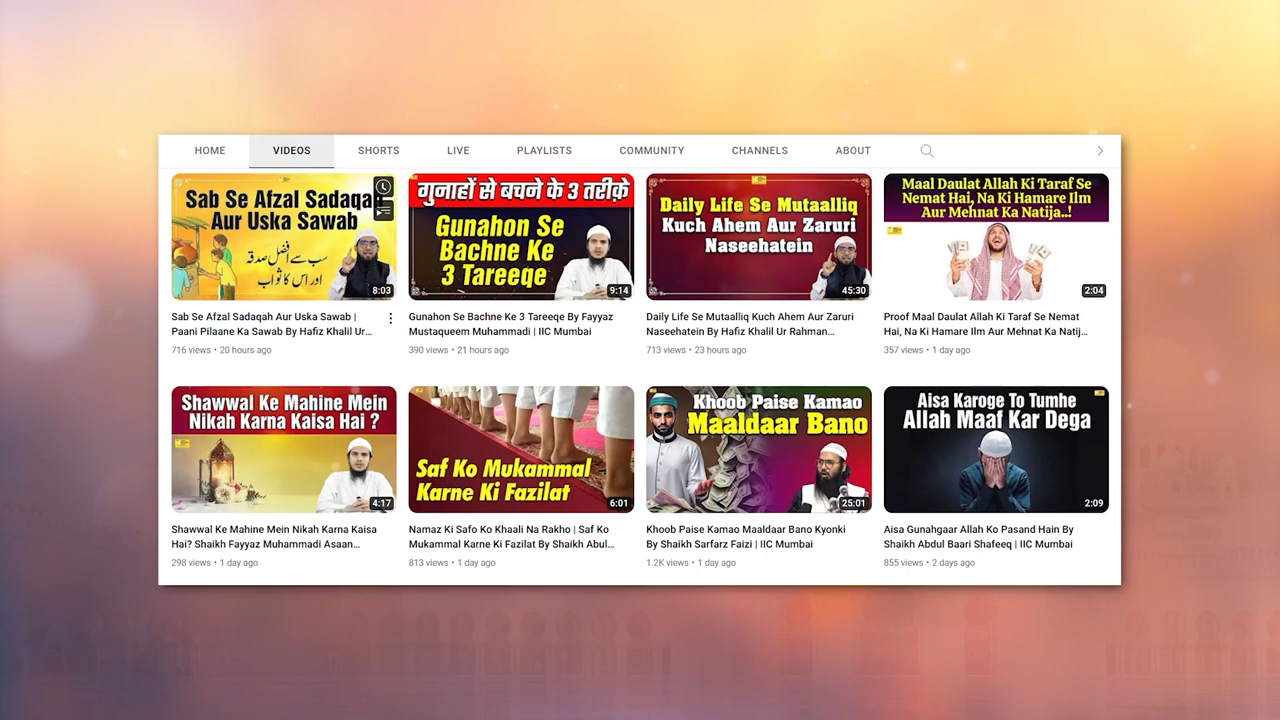 HOME VIDEOS SHORTS LIVE PLAYLISTS COMMUNITY CHANNELS ABOUT
Sab Se Afzal Sadaqah
Aur Uska Sawab
سب سے افضل صدقہ
اور اس کا ثواب
8:03
गुनाहों से बचने के 3 तरीक़े
Gunahon Se
Bachne Ke
3 Tareeqe
9:14
Daily Life Se Mutaalliq
Kuch Ahem Aur Zaruri
Naseehatein
45:30
Maal Daulat Allah Ki Taraf Se
Nemat Hai, Na Ki Hamare Ilm
Aur Mehnat Ka Natija..!
2:04
Sab Se Afzal Sadaqah Aur Uska Sawab |
Paani Pilaane Ka Sawab By Hafiz Khalil Ur...
716 views • 20 hours ago
Gunahon Se Bachne Ke 3 Tareeqe By Fayyaz
Mustaqueem Muhammadi | IIC Mumbai
390 views • 21 hours ago
Daily Life Se Mutaalliq Kuch Ahem Aur Zaruri
Naseehatein By Hafiz Khalil Ur Rahman...
713 views • 23 hours ago
Proof Maal Daulat Allah Ki Taraf Se Nemat
Hai, Na Ki Hamare Ilm Aur Mehnat Ka Natij...
357 views • 1 day ago
Shawwal Ke Mahine Mein
Nikah Karna Kaisa Hai ?
4:17
Saf Ko Mukammal
Karne Ki Fazilat
6:01
Khoob Paise Kamao
Maaldaar Bano
25:01
Aisa Karoge To Tumhe
Allah Maaf Kar Dega
2:09
Shawwal Ke Mahine Mein Nikah Karna Kaisa
Hai? Shaikh Fayyaz Muhammadi Asaan...
298 views • 1 day ago
Namaz Ki Safo Ko Khaali Na Rakho | Saf Ko
Mukammal Karne Ki Fazilat By Shaikh Abul...
813 views • 1 day ago
Khoob Paise Kamao Maaldaar Bano Kyonki
By Shaikh Sarfarz Faizi | IIC Mumbai
1.2K views • 1 day ago
Aisa Gunahgaar Allah Ko Pasand Hain By
Shaikh Abdul Baari Shafeeq | IIC Mumbai
855 views • 2 days ago